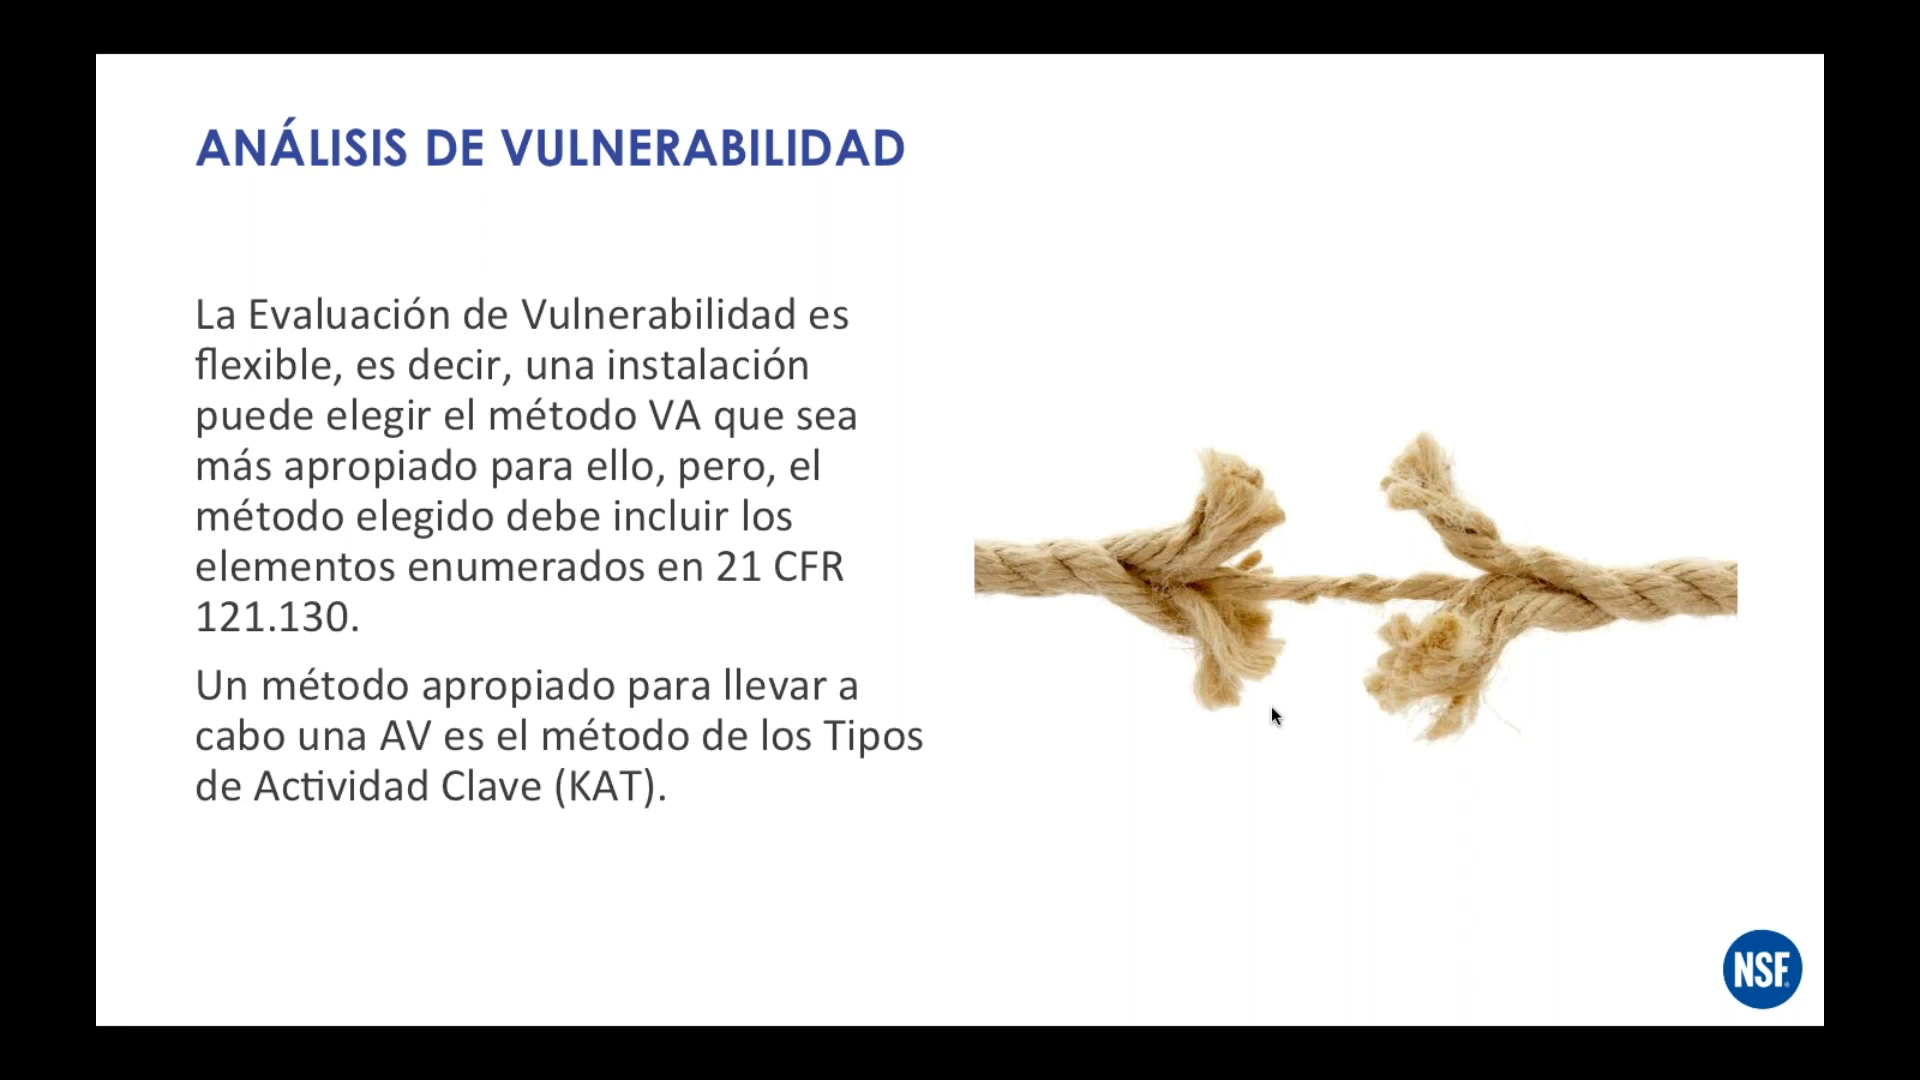 ANÁLISIS DE VULNERABILIDAD
La Evaluación de Vulnerabilidad es
flexible, es decir, una instalación
puede elegir el método VA que sea
más apropiado para ello, pero, el
método elegido debe incluir los
elementos enumerados en 21 CFR
121.130.
Un método apropiado para llevar a
cabo una AV es el método de los Tipos
de Actividad Clave (KAT).
NSF